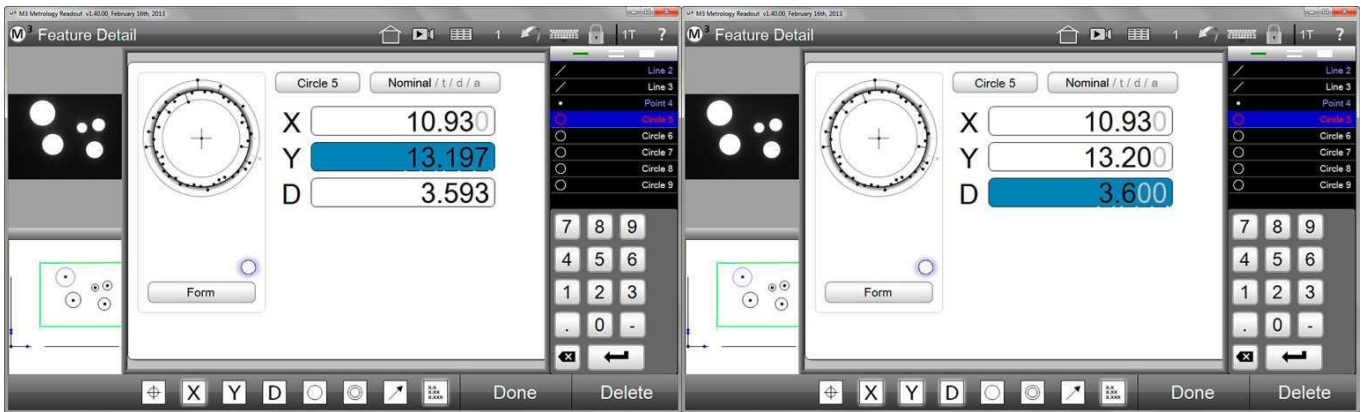 M3 Metrology Readout v1.40.00, February 16th, 2013
M3 Feature Detail
1 1T ?
Circle 5 Nominal / t / d / a
X 10.930
Y 13.197
D 3.593
Form
Line 2
Line 3
Point 4
Circle 5
Circle 6
Circle 7
Circle 8
Circle 9
7 8 9
4 5 6
1 2 3
. 0 -
X Y D Done Delete
M3 Metrology Readout v1.40.00, February 16th, 2013
M3 Feature Detail
1 1T ?
Circle 5 Nominal / t / d / a
X 10.930
Y 13.200
D 3.600
Form
Line 2
Line 3
Point 4
Circle 5
Circle 6
Circle 7
Circle 8
Circle 9
7 8 9
4 5 6
1 2 3
. 0 -
X Y D Done Delete